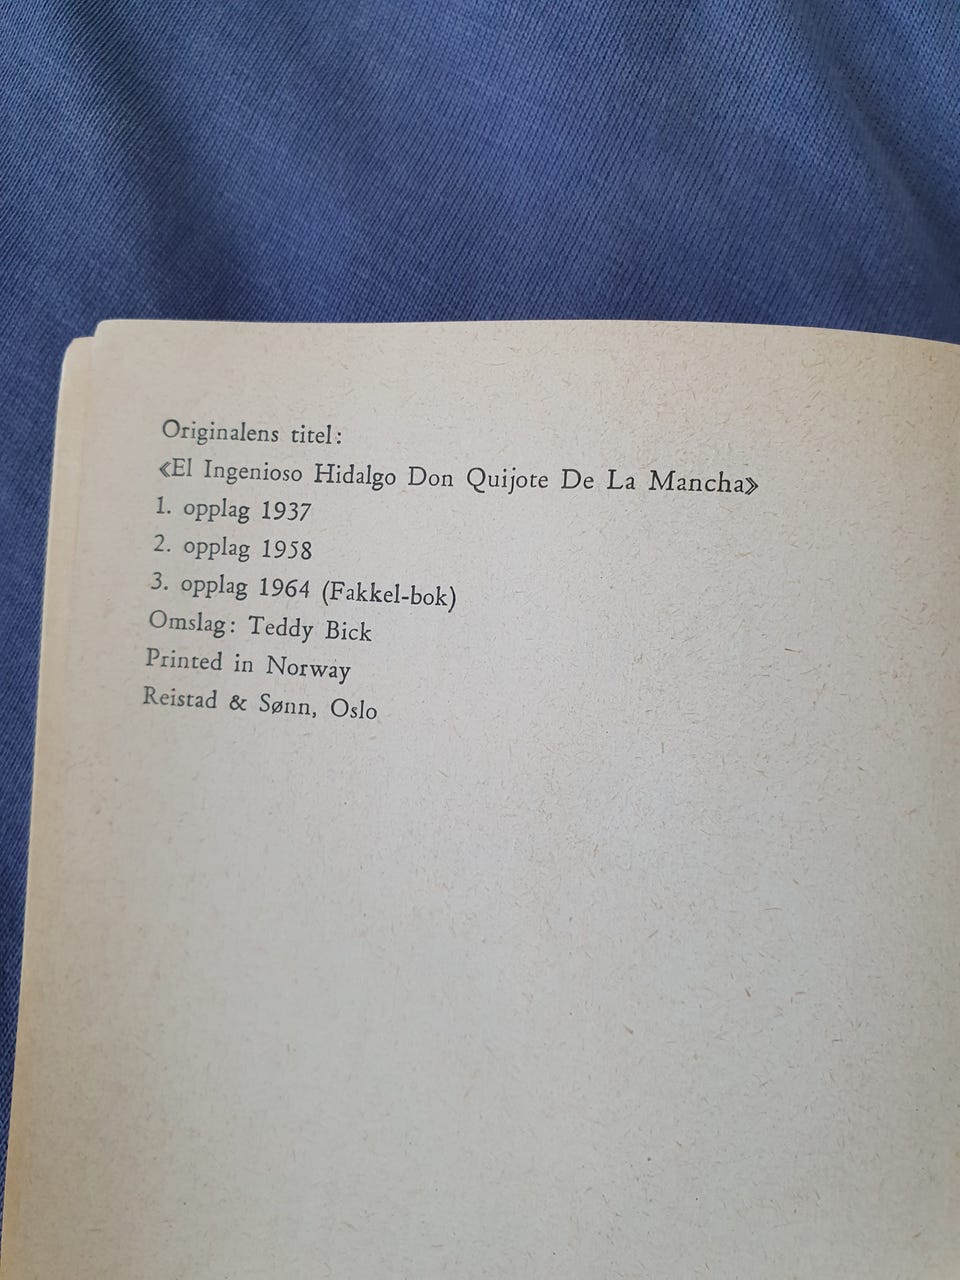 Originalens titel:
«El Ingenioso Hidalgo Don Quijote De La Mancha»
1. opplag 1937
2. opplag 1958
3. opplag 1964 (Fakkel-bok)
Omslag: Teddy Bick
Printed in Norway
Reistad & Sønn, Oslo